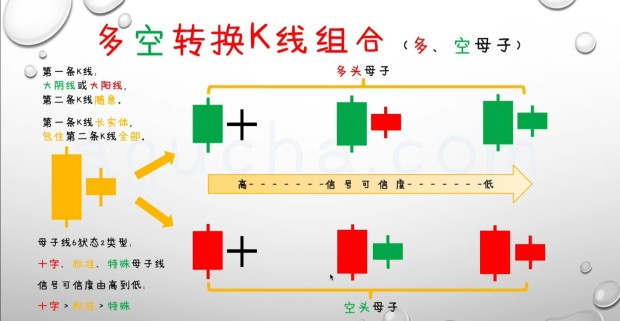 多空转换K线组合（多、空母子）
第一条K线:
大阴线或大阳线,
第二条K线随意。
第一条K线长实体,
包住第二条K线全部。
多头母子
高-------信号可信度-------低
母子线6状态2类型:
十字、标准、特殊母子线
信号可信度由高到低:
十字>标准>特殊
空头母子